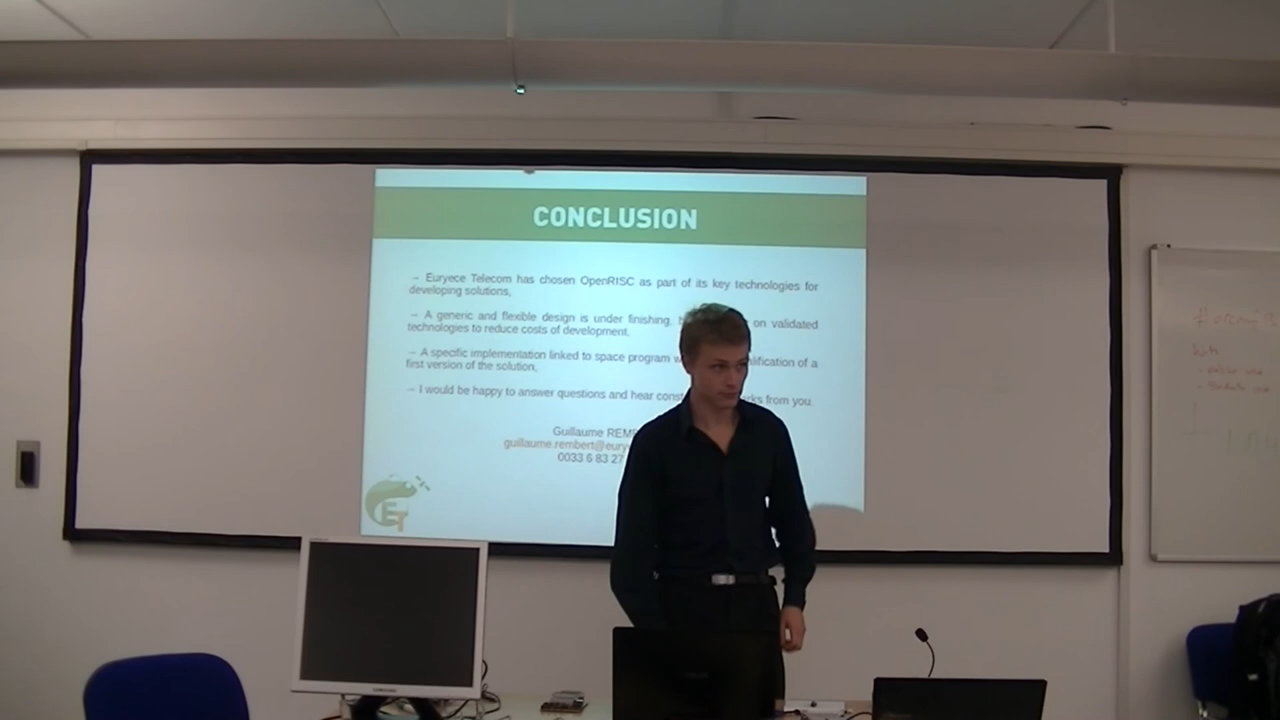 CONCLUSION
→ Euryece Telecom has chosen OpenRISC as part of its key technologies for
developing solutions,
→ A generic and flexible design is under finishing, on validated
technologies to reduce costs of development,
→ A specific implementation linked to space program of a
first version of the solution,
→ I would be happy to answer questions and hear from you.
Guillaume
guillaume.rembert@eury
0033 6 83 27
ET
SAMSUNG